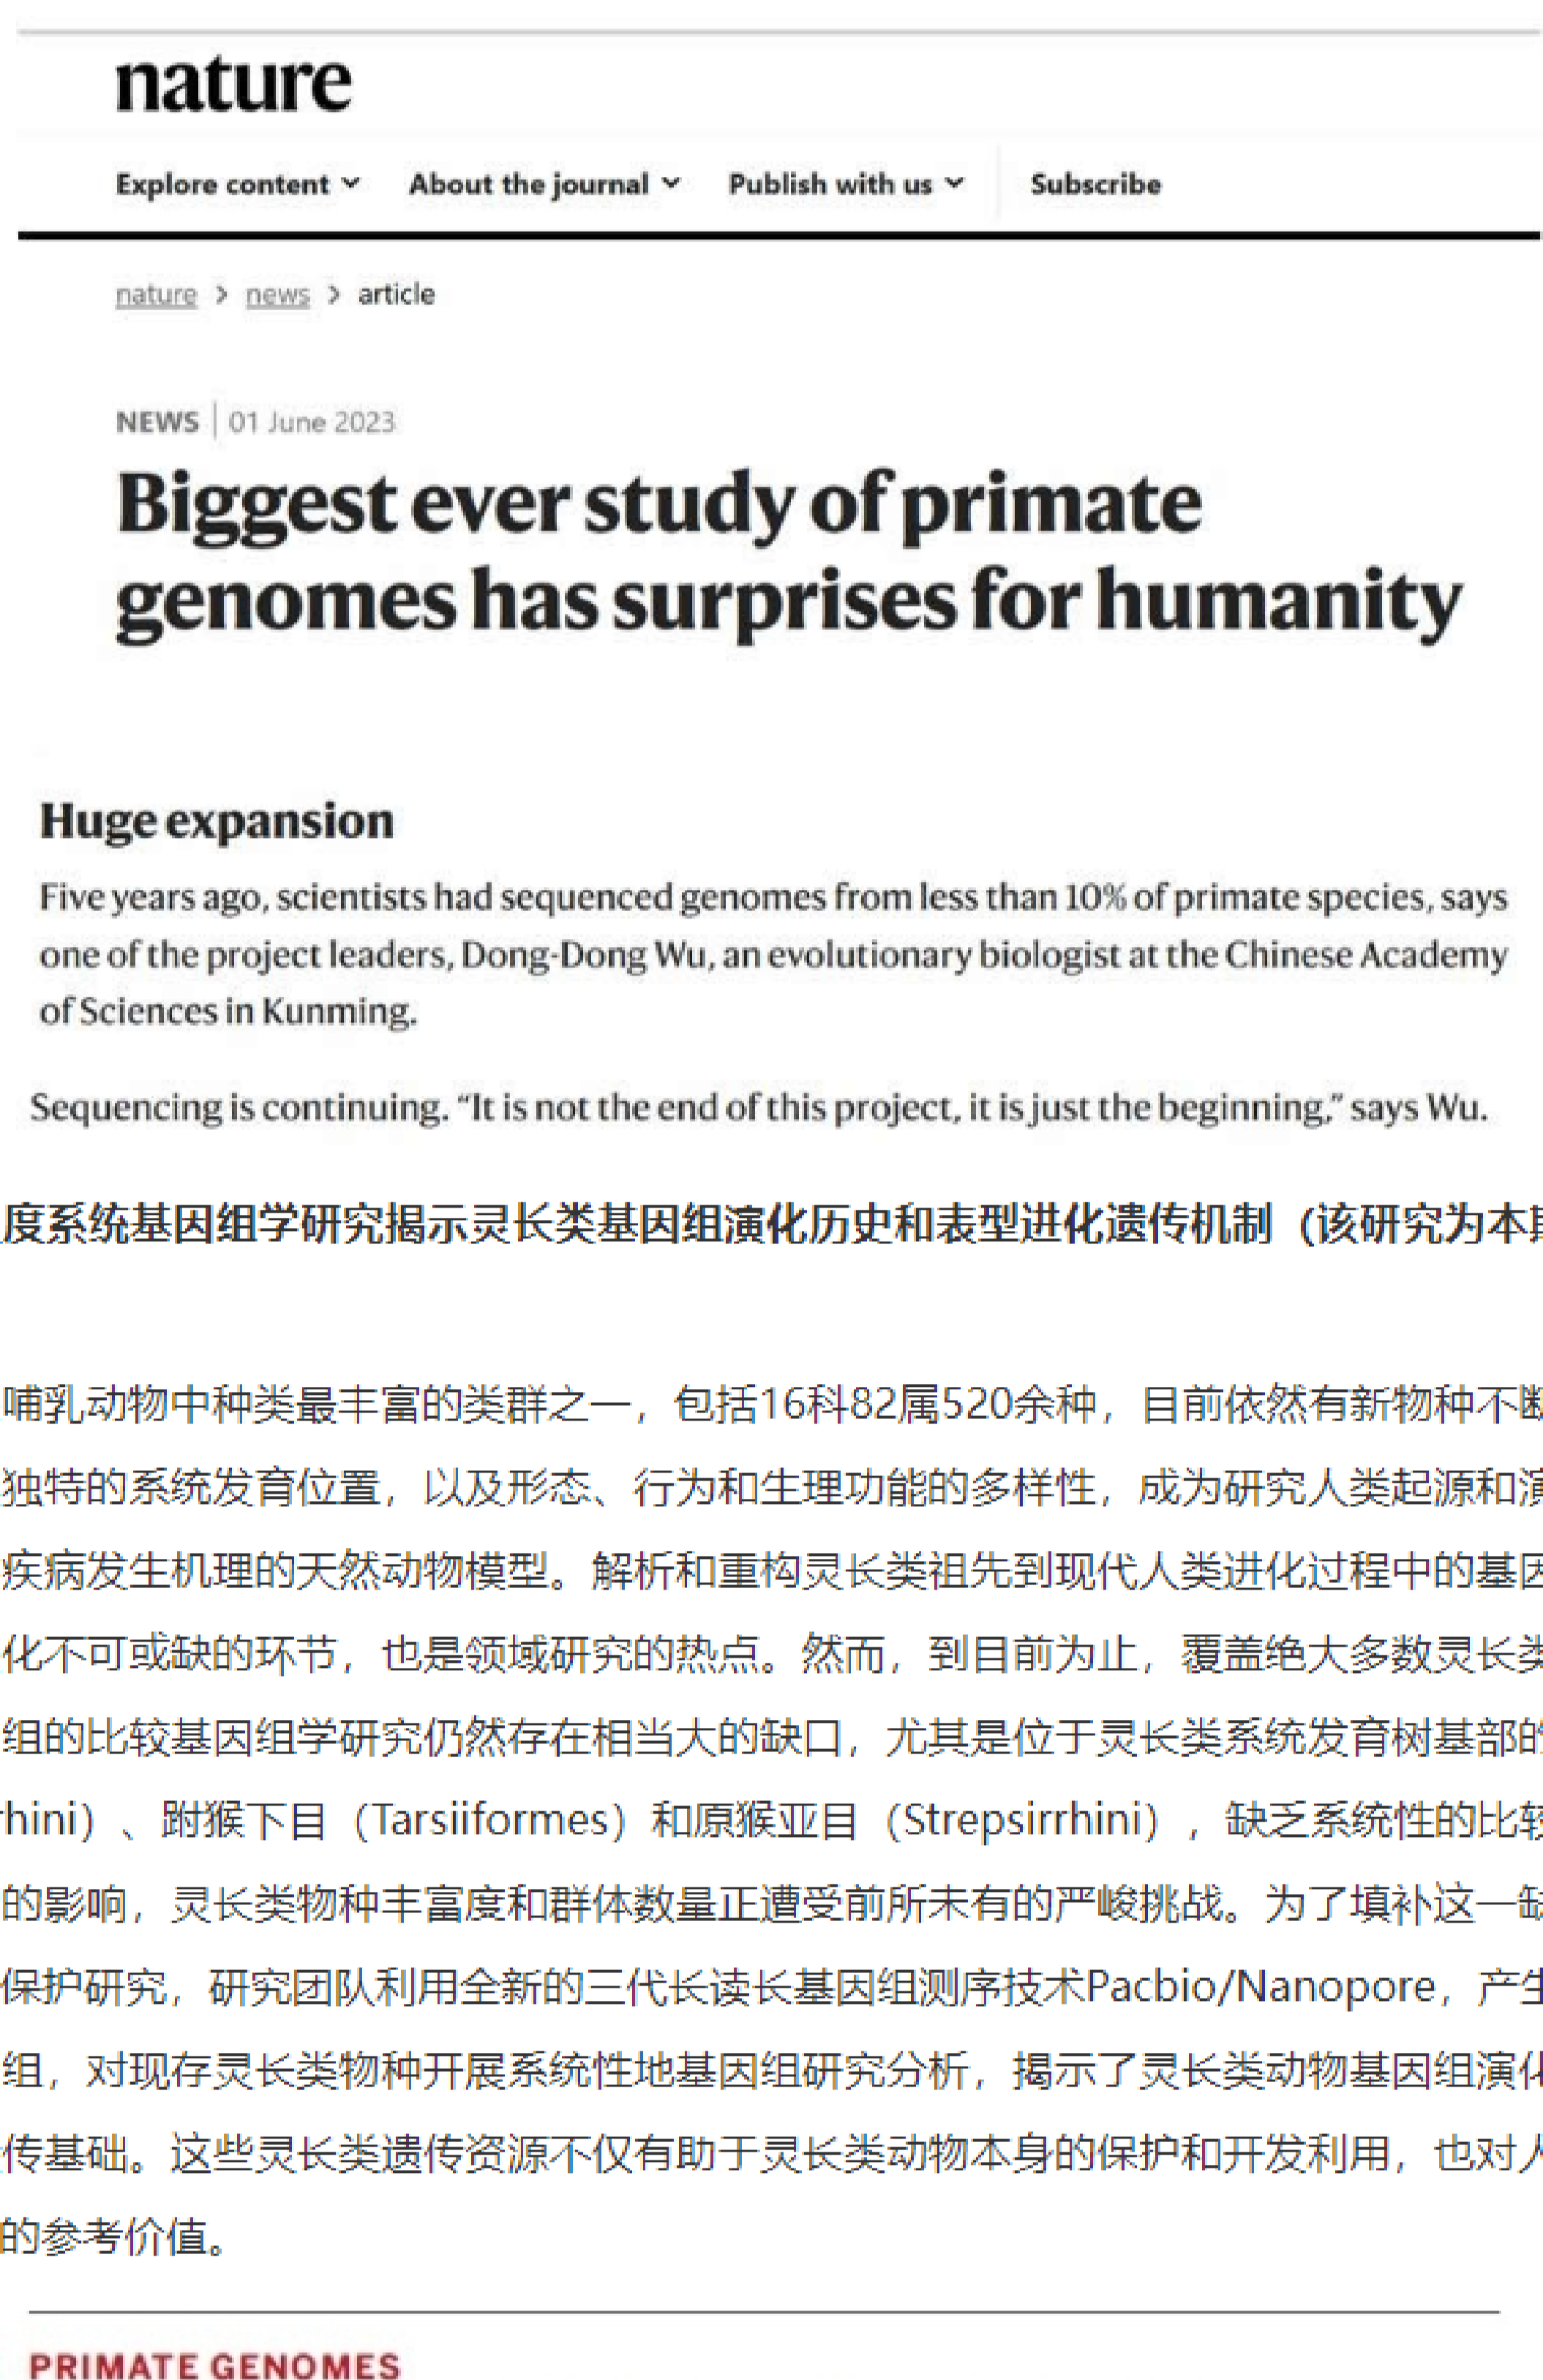 nature
Explore content About the journal Publish with us Subscribe
nature > news > article
NEWS | 01 June 2023
Biggest ever study of primate
genomes has surprises for humanity
Huge expansion
Five years ago, scientists had sequenced genomes from less than 10% of primate species, says
one of the project leaders, Dong-Dong Wu, an evolutionary biologist at the Chinese Academy
of Sciences in Kunming.
Sequencing is continuing. “It is not the end of this project, it is just the beginning,” says Wu.
度系统基因组学研究揭示灵长类基因组演化历史和表型进化遗传机制（该研究为本期
哺乳动物中种类最丰富的类群之一，包括16科82属520余种，目前依然有新物种不断
独特的系统发育位置，以及形态、行为和生理功能的多样性，成为研究人类起源和演
疾病发生机理的天然动物模型。解析和重构灵长类祖先到现代人类进化过程中的基因
化不可或缺的环节，也是领域研究的热点。然而，到目前为止，覆盖绝大多数灵长类
组的比较基因组学研究仍然存在相当大的缺口，尤其是位于灵长类系统发育树基部的
rhini）、跗猴下目（Tarsiiformes）和原猴亚目（Strepsirrhini），缺乏系统性的比较
的影响，灵长类物种丰富度和群体数量正遭受前所未有的严峻挑战。为了填补这一缺
保护研究，研究团队利用全新的三代长读长基因组测序技术Pacbio/Nanopore，产生
组，对现存灵长类物种开展系统性地基因组研究分析，揭示了灵长类动物基因组演化
传基础。这些灵长类遗传资源不仅有助于灵长类动物本身的保护和开发利用，也对人
的参考价值。
PRIMATE GENOMES